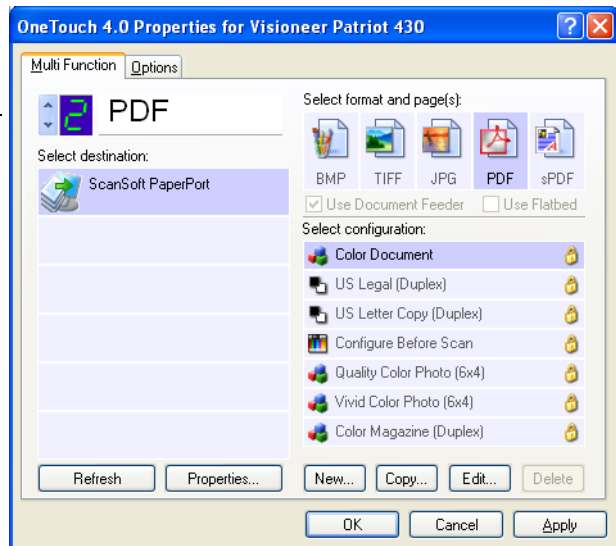 OneTouch 4.0 Properties for Visioneer Patriot 430
Multi Function Options
2 PDF
Select destination:
ScanSoft PaperPort
Select format and page(s):
BMP TIFF JPG PDF sPDF
Use Document Feeder Use Flatbed
Select configuration:
Color Document
US Legal (Duplex)
US Letter Copy (Duplex)
Configure Before Scan
Quality Color Photo (6x4)
Vivid Color Photo (6x4)
Color Magazine (Duplex)
Refresh Properties... New... Copy... Edit... Delete
OK Cancel Apply